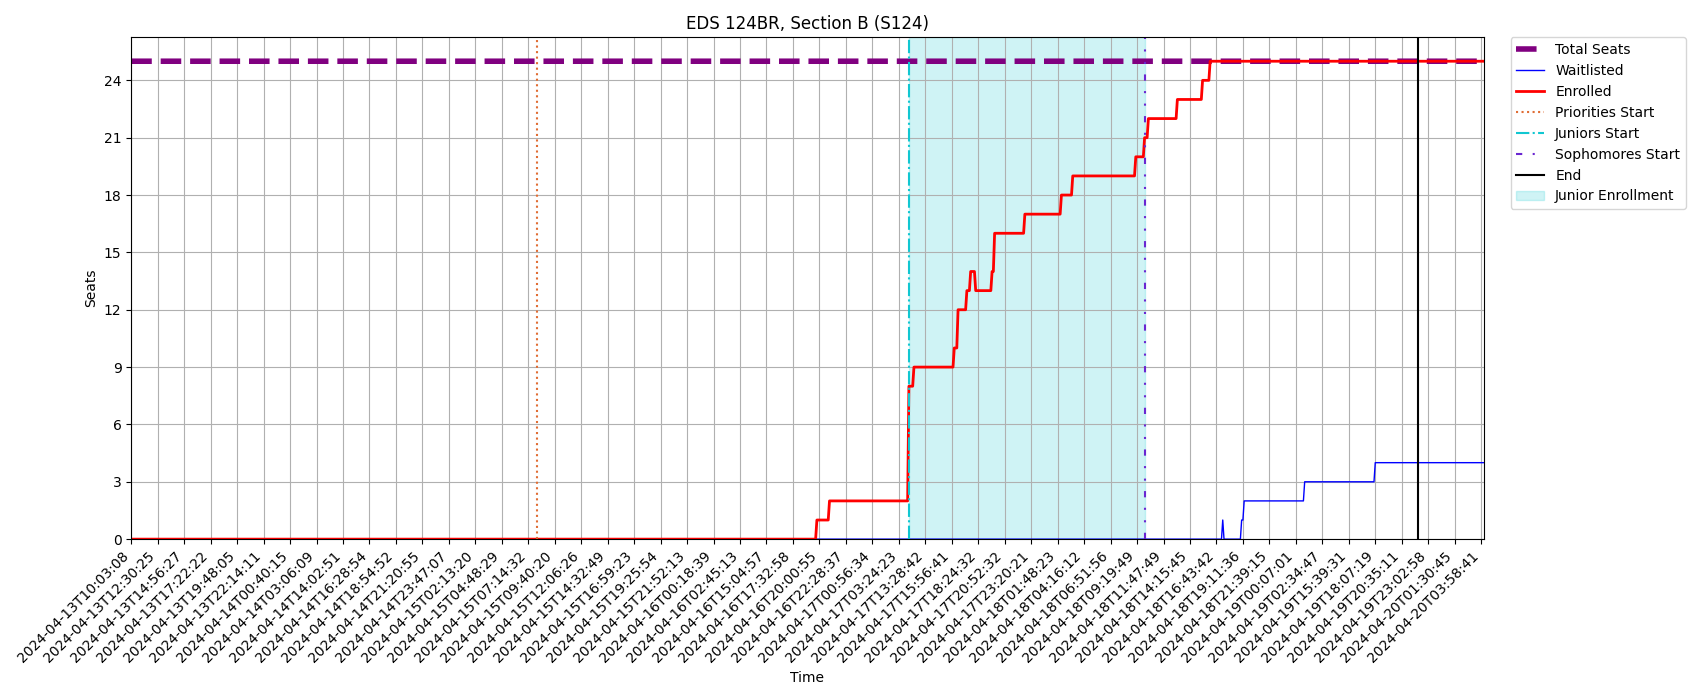 EDS 124BR, Section B (S124)
Seats
24
21
18
15
12
9
6
3
0
2024-04-13T10:03:08
2024-04-13T12:30:25
2024-04-13T14:56:27
2024-04-13T17:22:22
2024-04-13T19:48:05
2024-04-13T22:14:11
2024-04-14T00:40:15
2024-04-14T03:06:09
2024-04-14T14:02:51
2024-04-14T16:28:54
2024-04-14T18:54:52
2024-04-14T21:20:55
2024-04-14T23:47:07
2024-04-15T02:13:20
2024-04-15T04:48:29
2024-04-15T07:14:32
2024-04-15T09:40:20
2024-04-15T12:06:26
2024-04-15T14:32:49
2024-04-15T16:59:23
2024-04-15T19:25:54
2024-04-15T21:52:13
2024-04-16T00:18:39
2024-04-16T02:45:13
2024-04-16T15:04:57
2024-04-16T17:32:58
2024-04-16T20:00:55
2024-04-16T22:28:37
2024-04-17T00:56:34
2024-04-17T03:24:23
2024-04-17T13:28:42
2024-04-17T15:56:41
2024-04-17T18:24:32
2024-04-17T20:52:32
2024-04-17T23:20:21
2024-04-18T01:48:23
2024-04-18T04:16:12
2024-04-18T06:51:56
2024-04-18T09:19:49
2024-04-18T11:47:49
2024-04-18T14:15:45
2024-04-18T16:43:42
2024-04-18T19:11:36
2024-04-18T21:39:15
2024-04-19T00:07:01
2024-04-19T02:34:47
2024-04-19T15:39:31
2024-04-19T18:07:19
2024-04-19T20:35:11
2024-04-19T23:02:58
2024-04-20T01:30:45
2024-04-20T03:58:41
Time
Total Seats
Waitlisted
Enrolled
Priorities Start
Juniors Start
Sophomores Start
End
Junior Enrollment